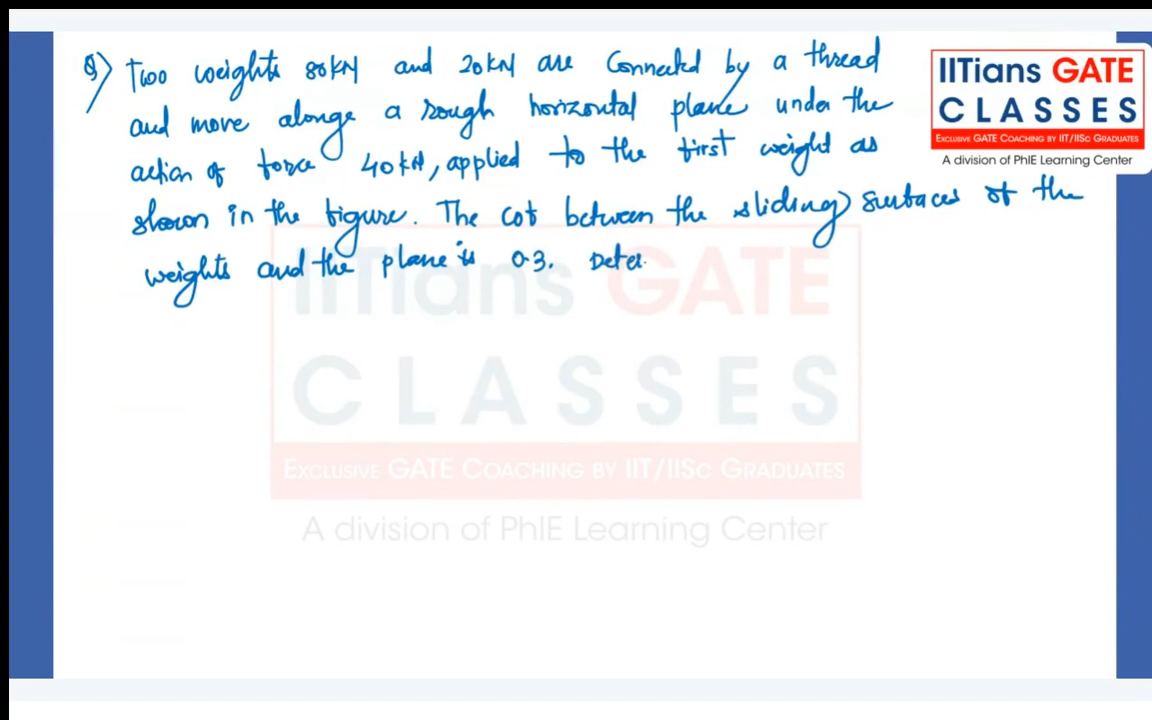 Q) Two weights 80kN and 20kN are Connected by a thread
and move alonge a rough horizontal plane under the
action of force 40kN, applied to the first weight as
shown in the figure. The cof between the sliding surfaces of the
weights and the plane is 0.3. Deter
IITians GATE
CLASSES
EXCLUSIVE GATE COACHING BY IIT/IISc GRADUATES
A division of PhIE Learning Center
IITians GATE
CLASSES
EXCLUSIVE GATE COACHING BY IIT/IISc GRADUATES
A division of PhIE Learning Center